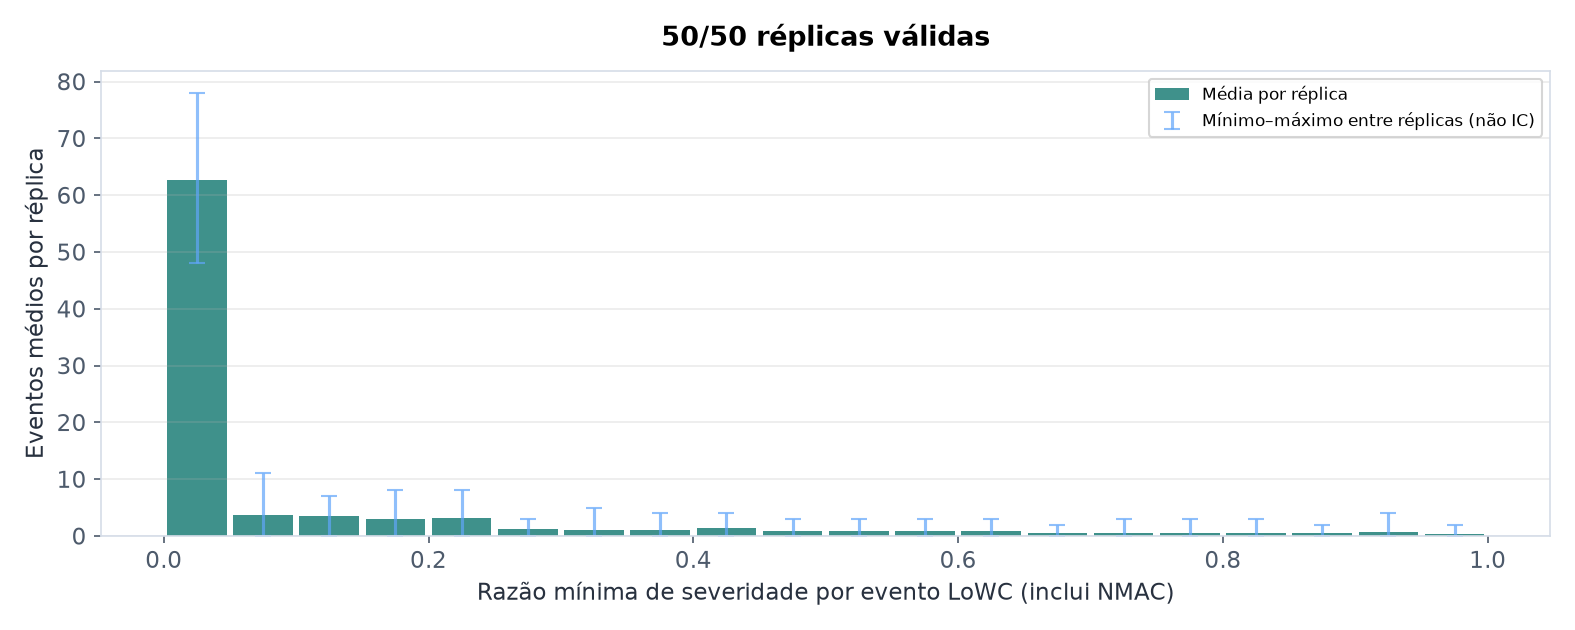 50/50 réplicas válidas
Média por réplica
Mínimo–máximo entre réplicas (não IC)
Eventos médios por réplica
80
70
60
50
40
30
20
10
0
0.0 0.2 0.4 0.6 0.8 1.0
Razão mínima de severidade por evento LoWC (inclui NMAC)